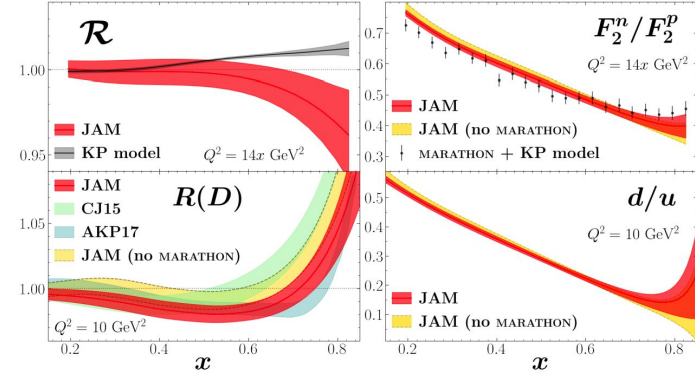 R
1.00
0.95
JAM
KP model
Q² = 14x GeV²
F₂ⁿ/F₂ᵖ
Q² = 14x GeV²
0.7
0.6
0.5
0.4
0.3
JAM
JAM (no MARATHON)
MARATHON + KP model
R(D)
1.05
1.00
JAM
CJ15
AKP17
JAM (no MARATHON)
Q² = 10 GeV²
0.2
0.4
0.6
0.8
x
d/u
Q² = 10 GeV²
0.5
0.4
0.3
0.2
0.1
JAM
JAM (no MARATHON)
0.2
0.4
0.6
0.8
x